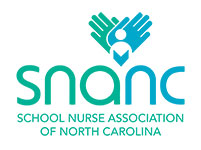 snanc
SCHOOL NURSE ASSOCIATION
OF NORTH CAROLINA